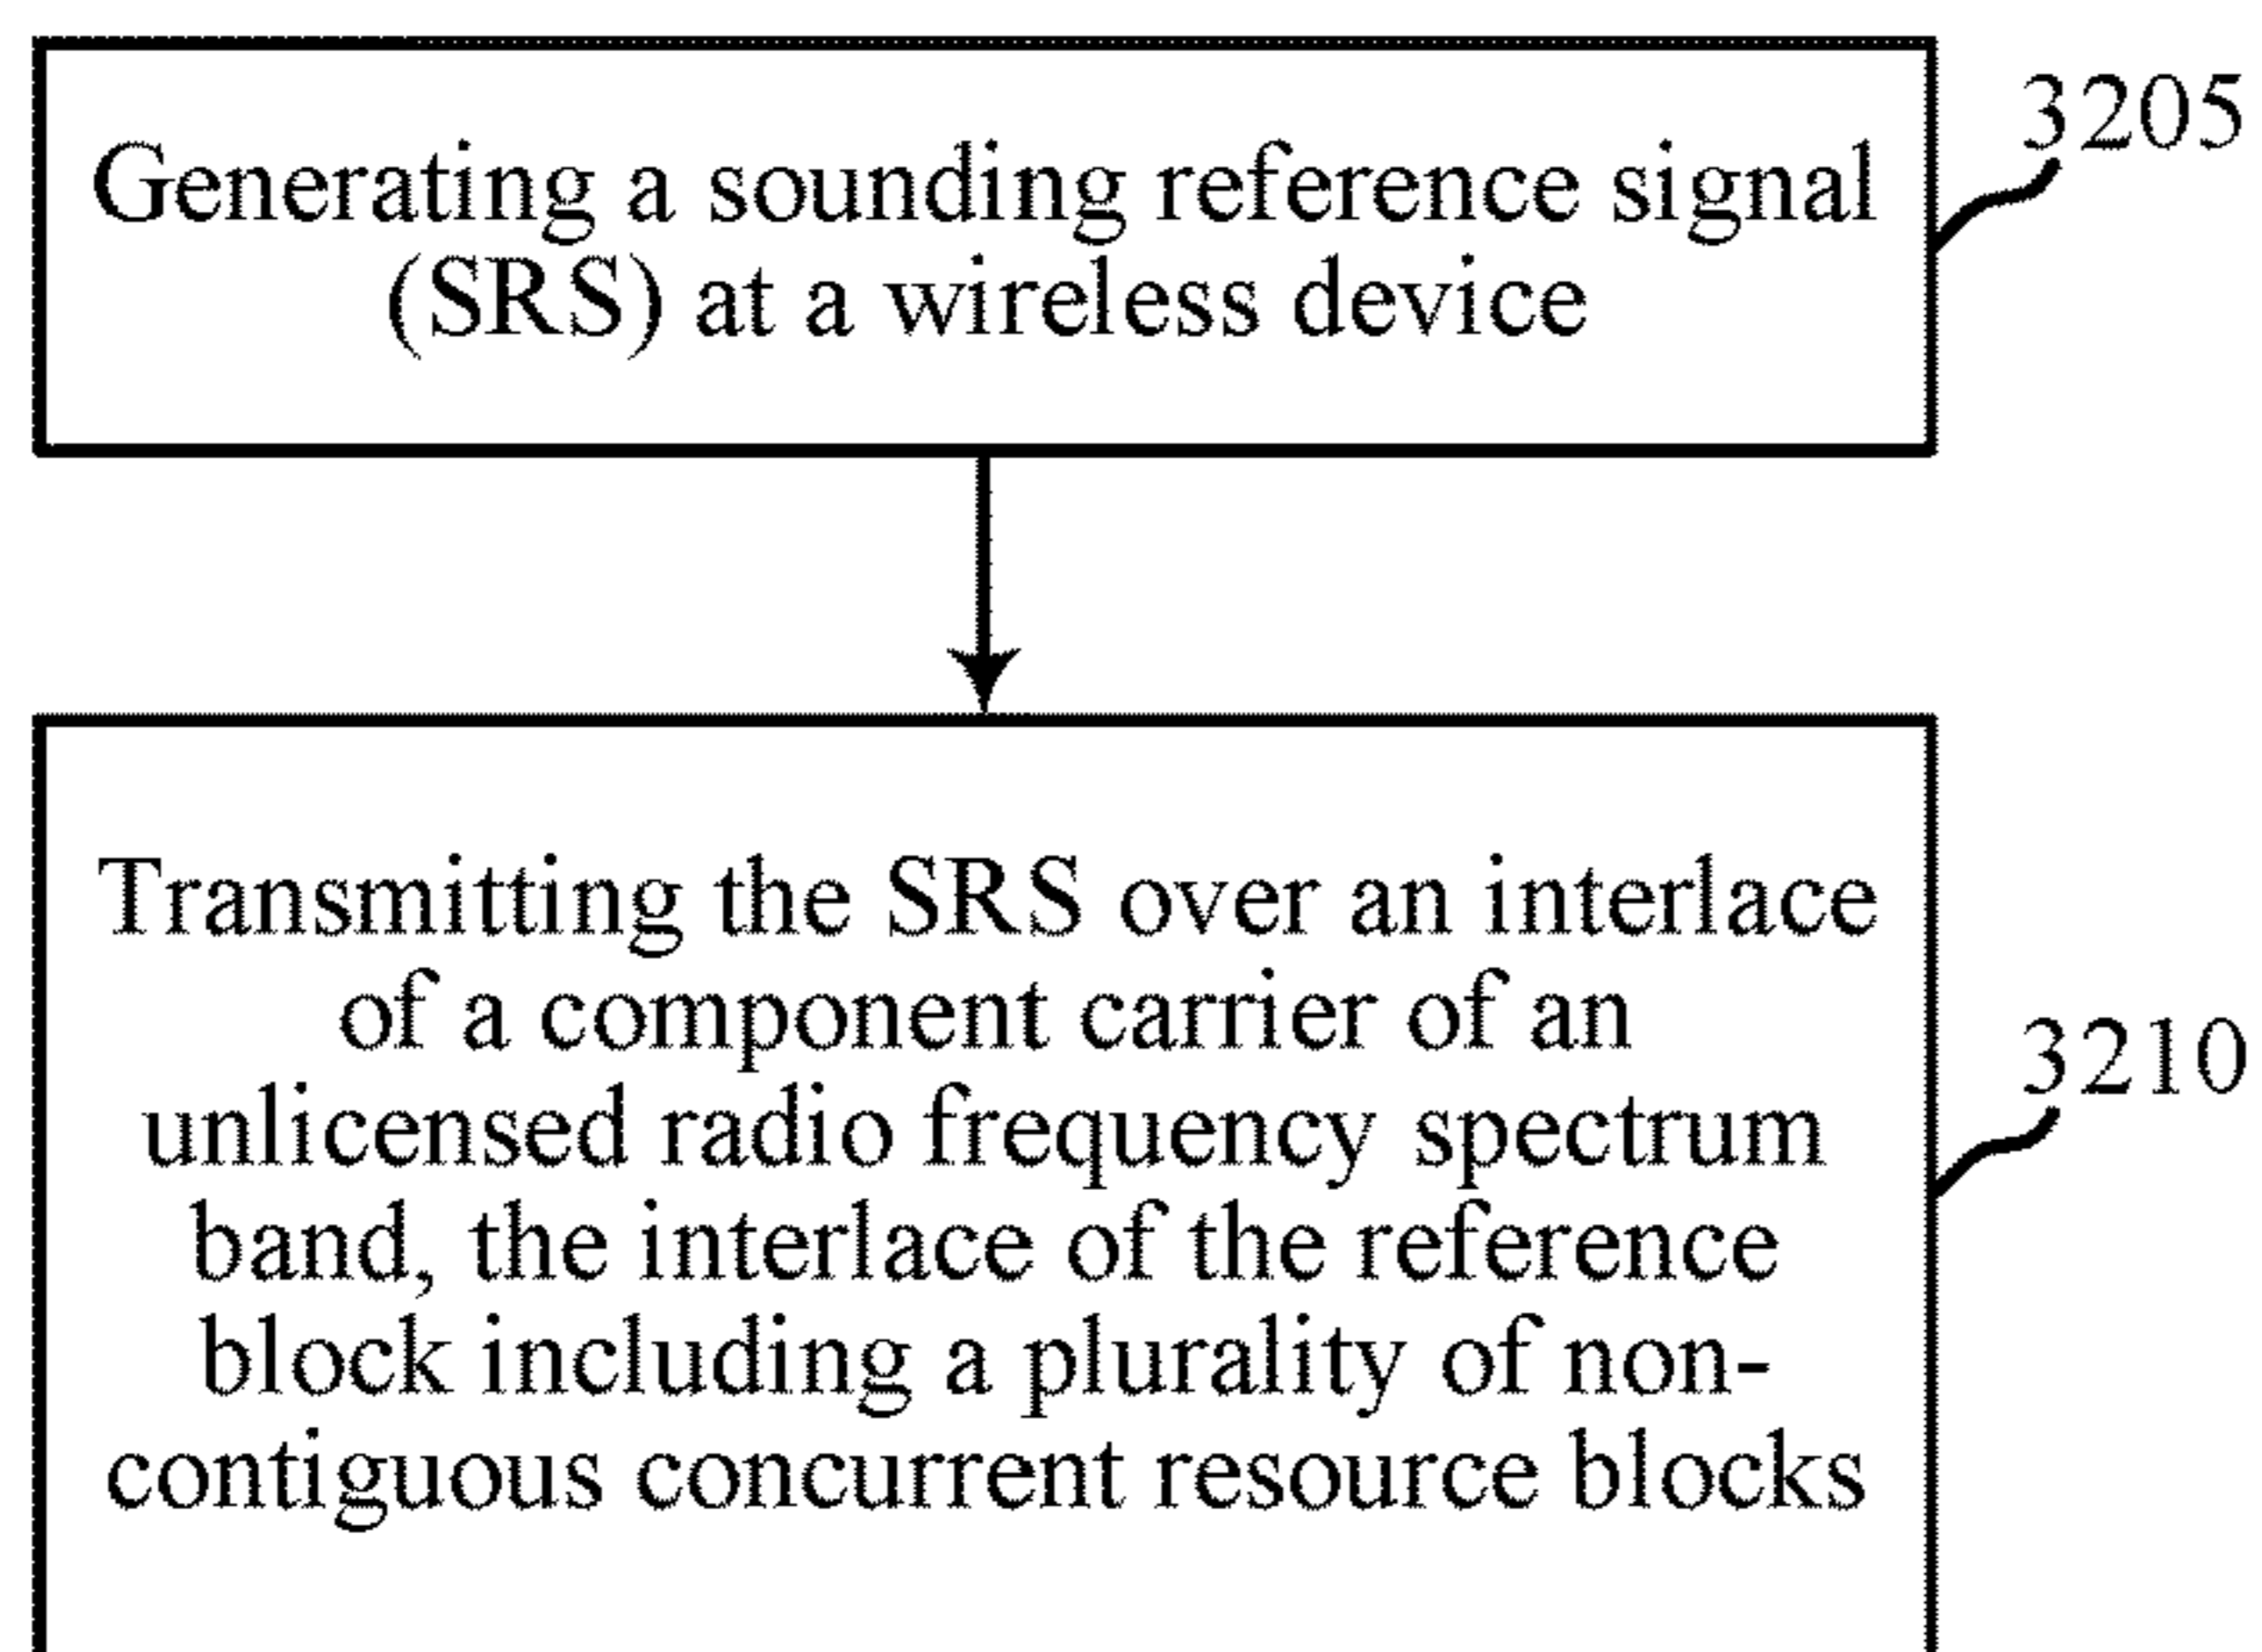 Generating a sounding reference signal
(SRS) at a wireless device
3205
Transmitting the SRS over an interlace
of a component carrier of an
unlicensed radio frequency spectrum
band, the interlace of the reference
block including a plurality of non-
contiguous concurrent resource blocks
3210